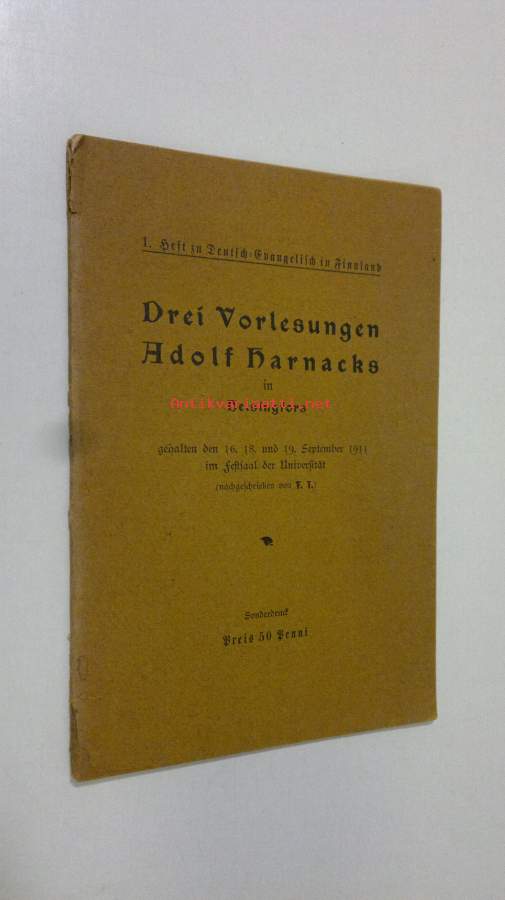 1. Heft zu Deutsch-Evangelisch in Finnland
Drei Vorlesungen
Adolf Harnacks
in
Helsingfors
Antikvariaatti.net
gehalten den 16. 18. und 19. September 1911
im Festsaal der Universität
(nachgeschrieben von F. I.)
Sonderdruck
Preis 50 Penni